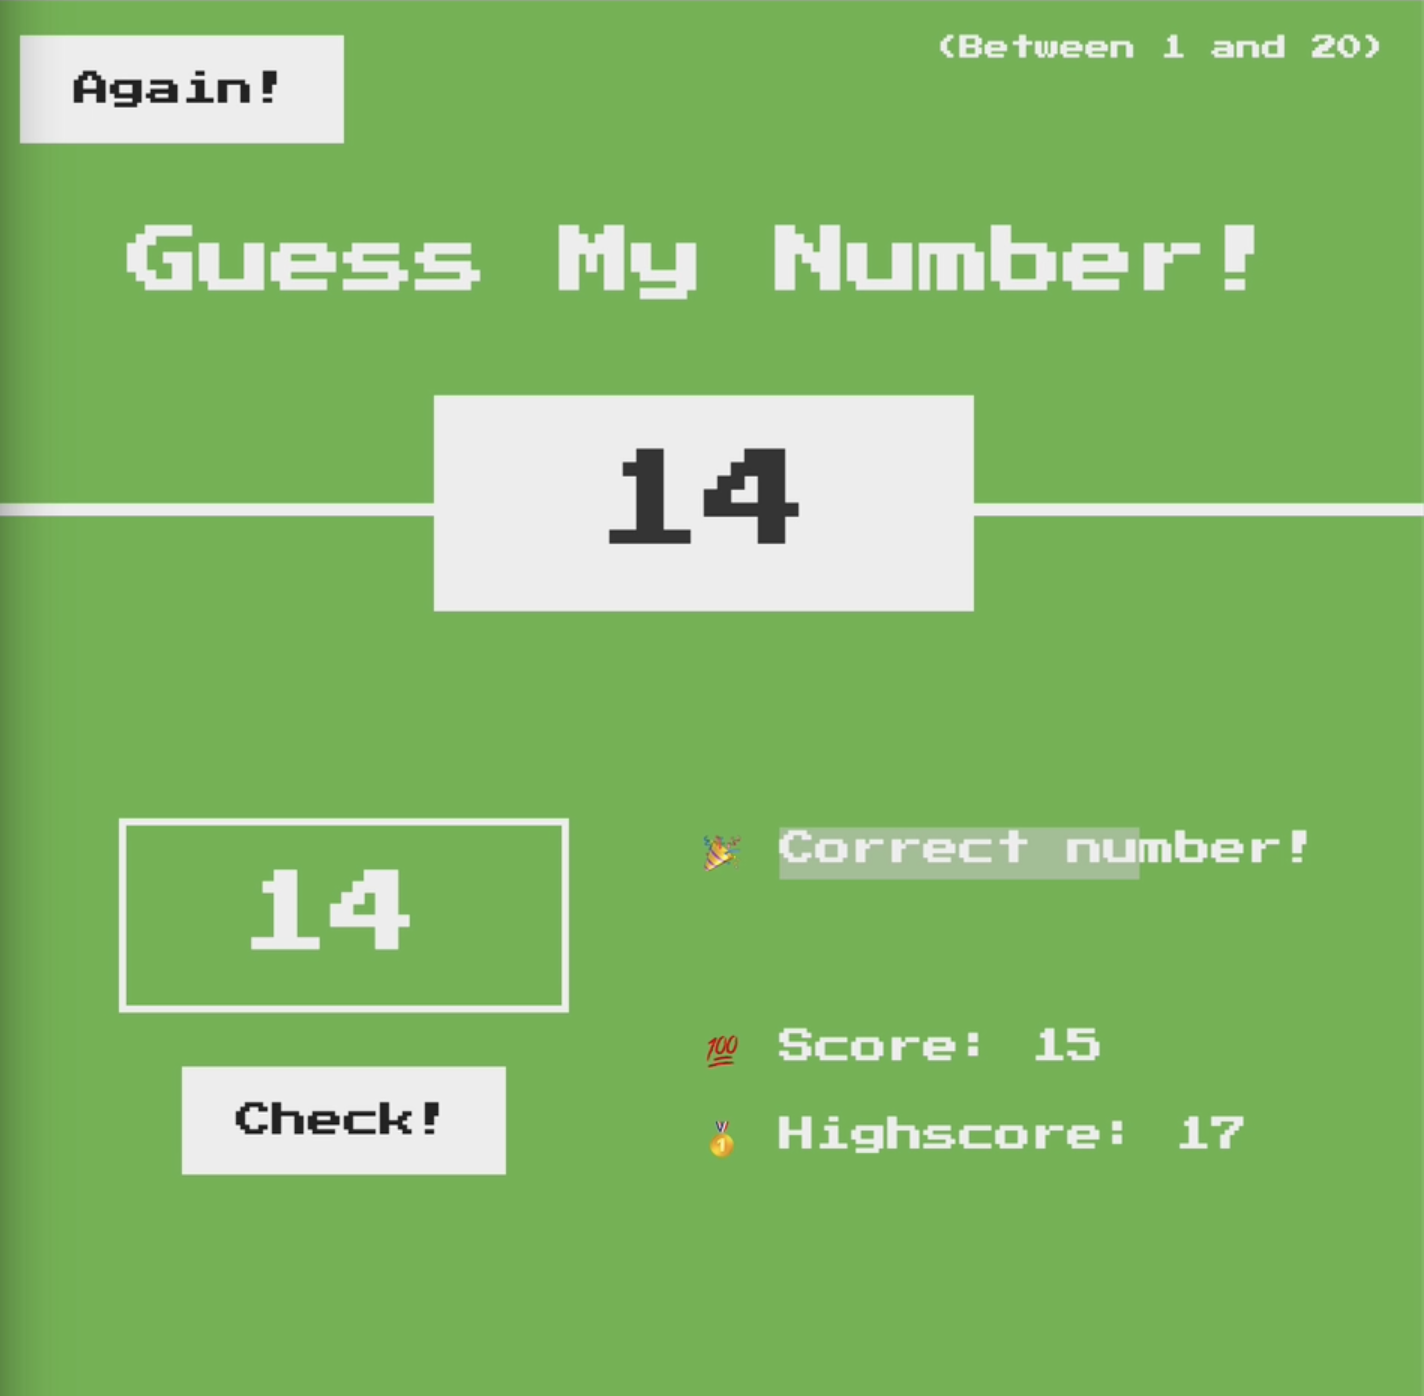 Again!
(Between 1 and 20)
Guess My Number!
14
14
Check!
🎉 Correct number!
💯 Score: 15
🥇 Highscore: 17